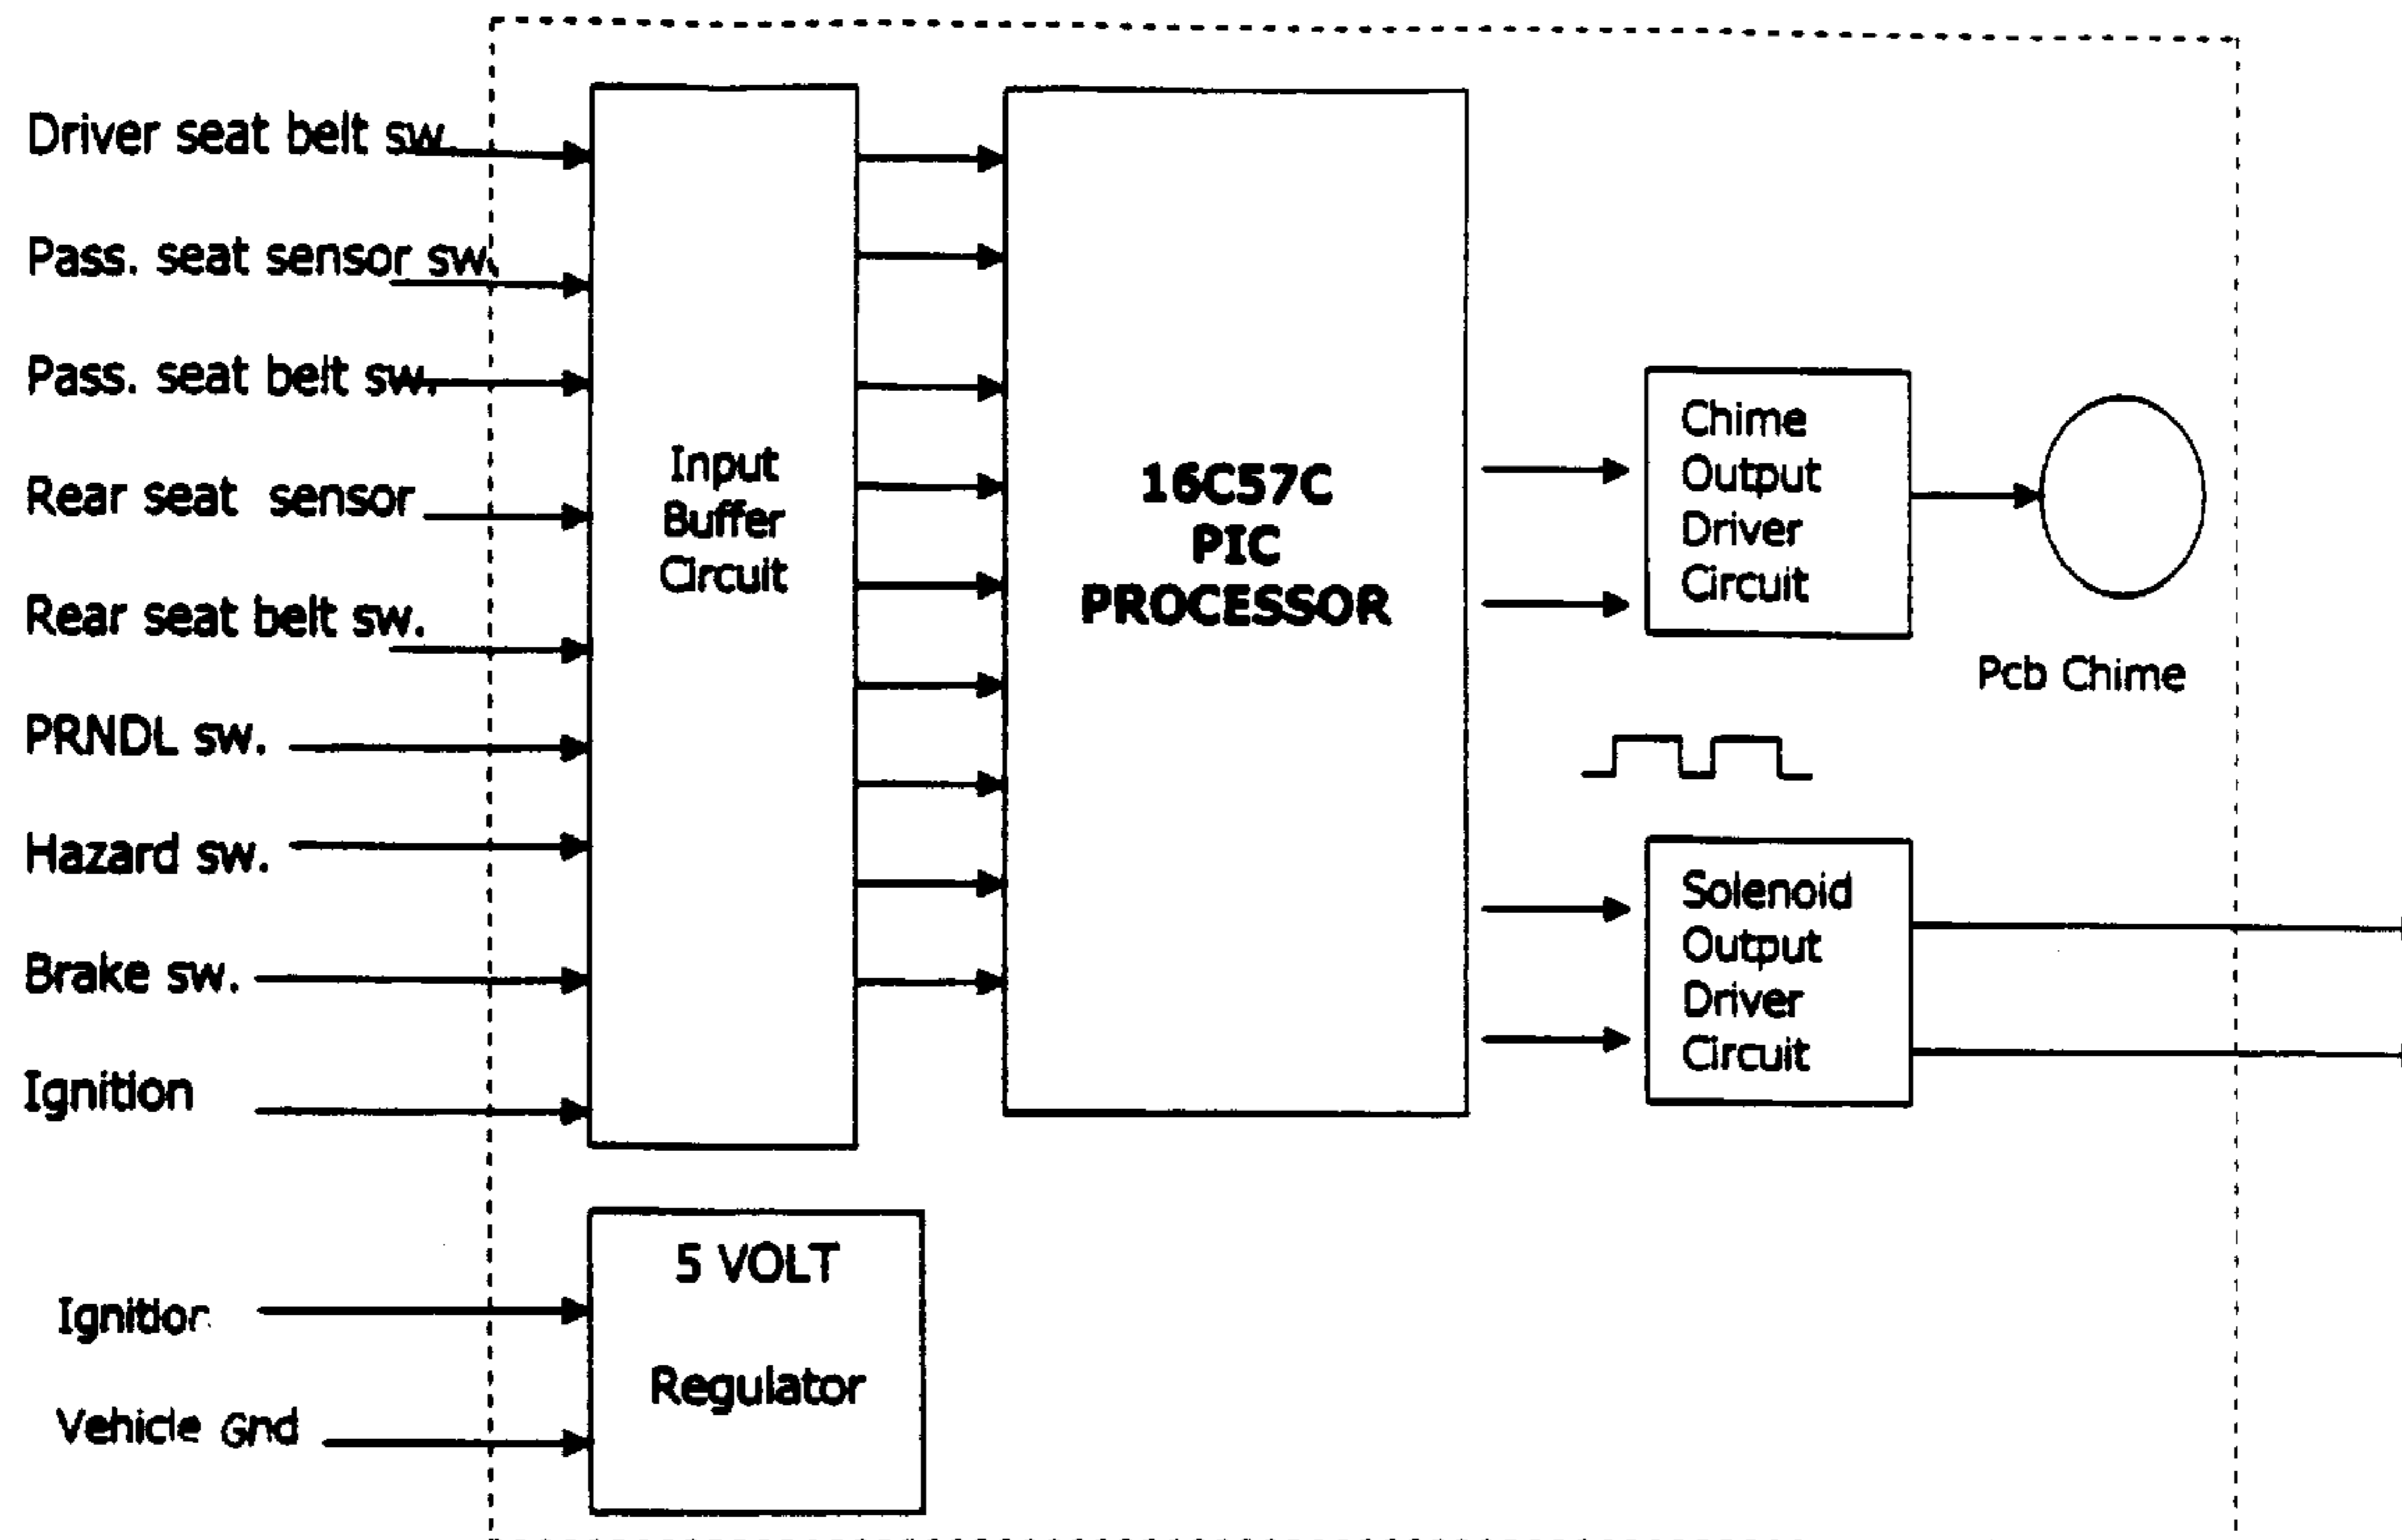 Driver seat belt sw.
Pass. seat sensor sw.
Pass. seat belt sw.
Rear seat sensor
Rear seat belt sw.
PRNDL sw.
Hazard sw.
Brake sw.
Ignition
Input
Buffer
Circuit
16C57C
PIC
PROCESSOR
Chime
Output
Driver
Circuit
Pcb Chime
Solenoid
Output
Driver
Circuit
5 VOLT
Regulator
Ignition
Vehicle Gnd